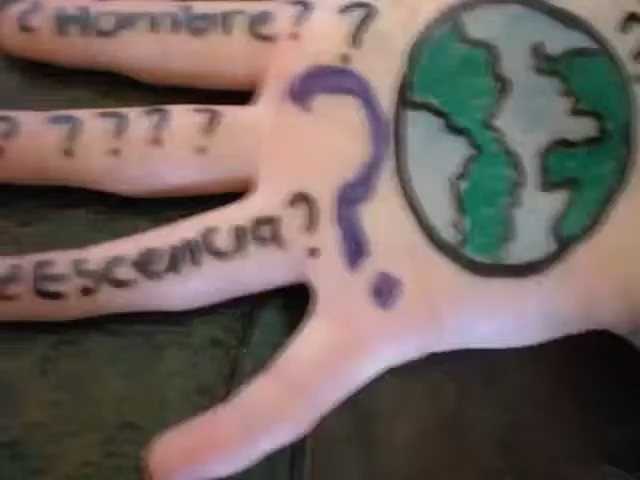 ¿Hombre? ?
? ? ? ? ?
?
¿Escencia?
?